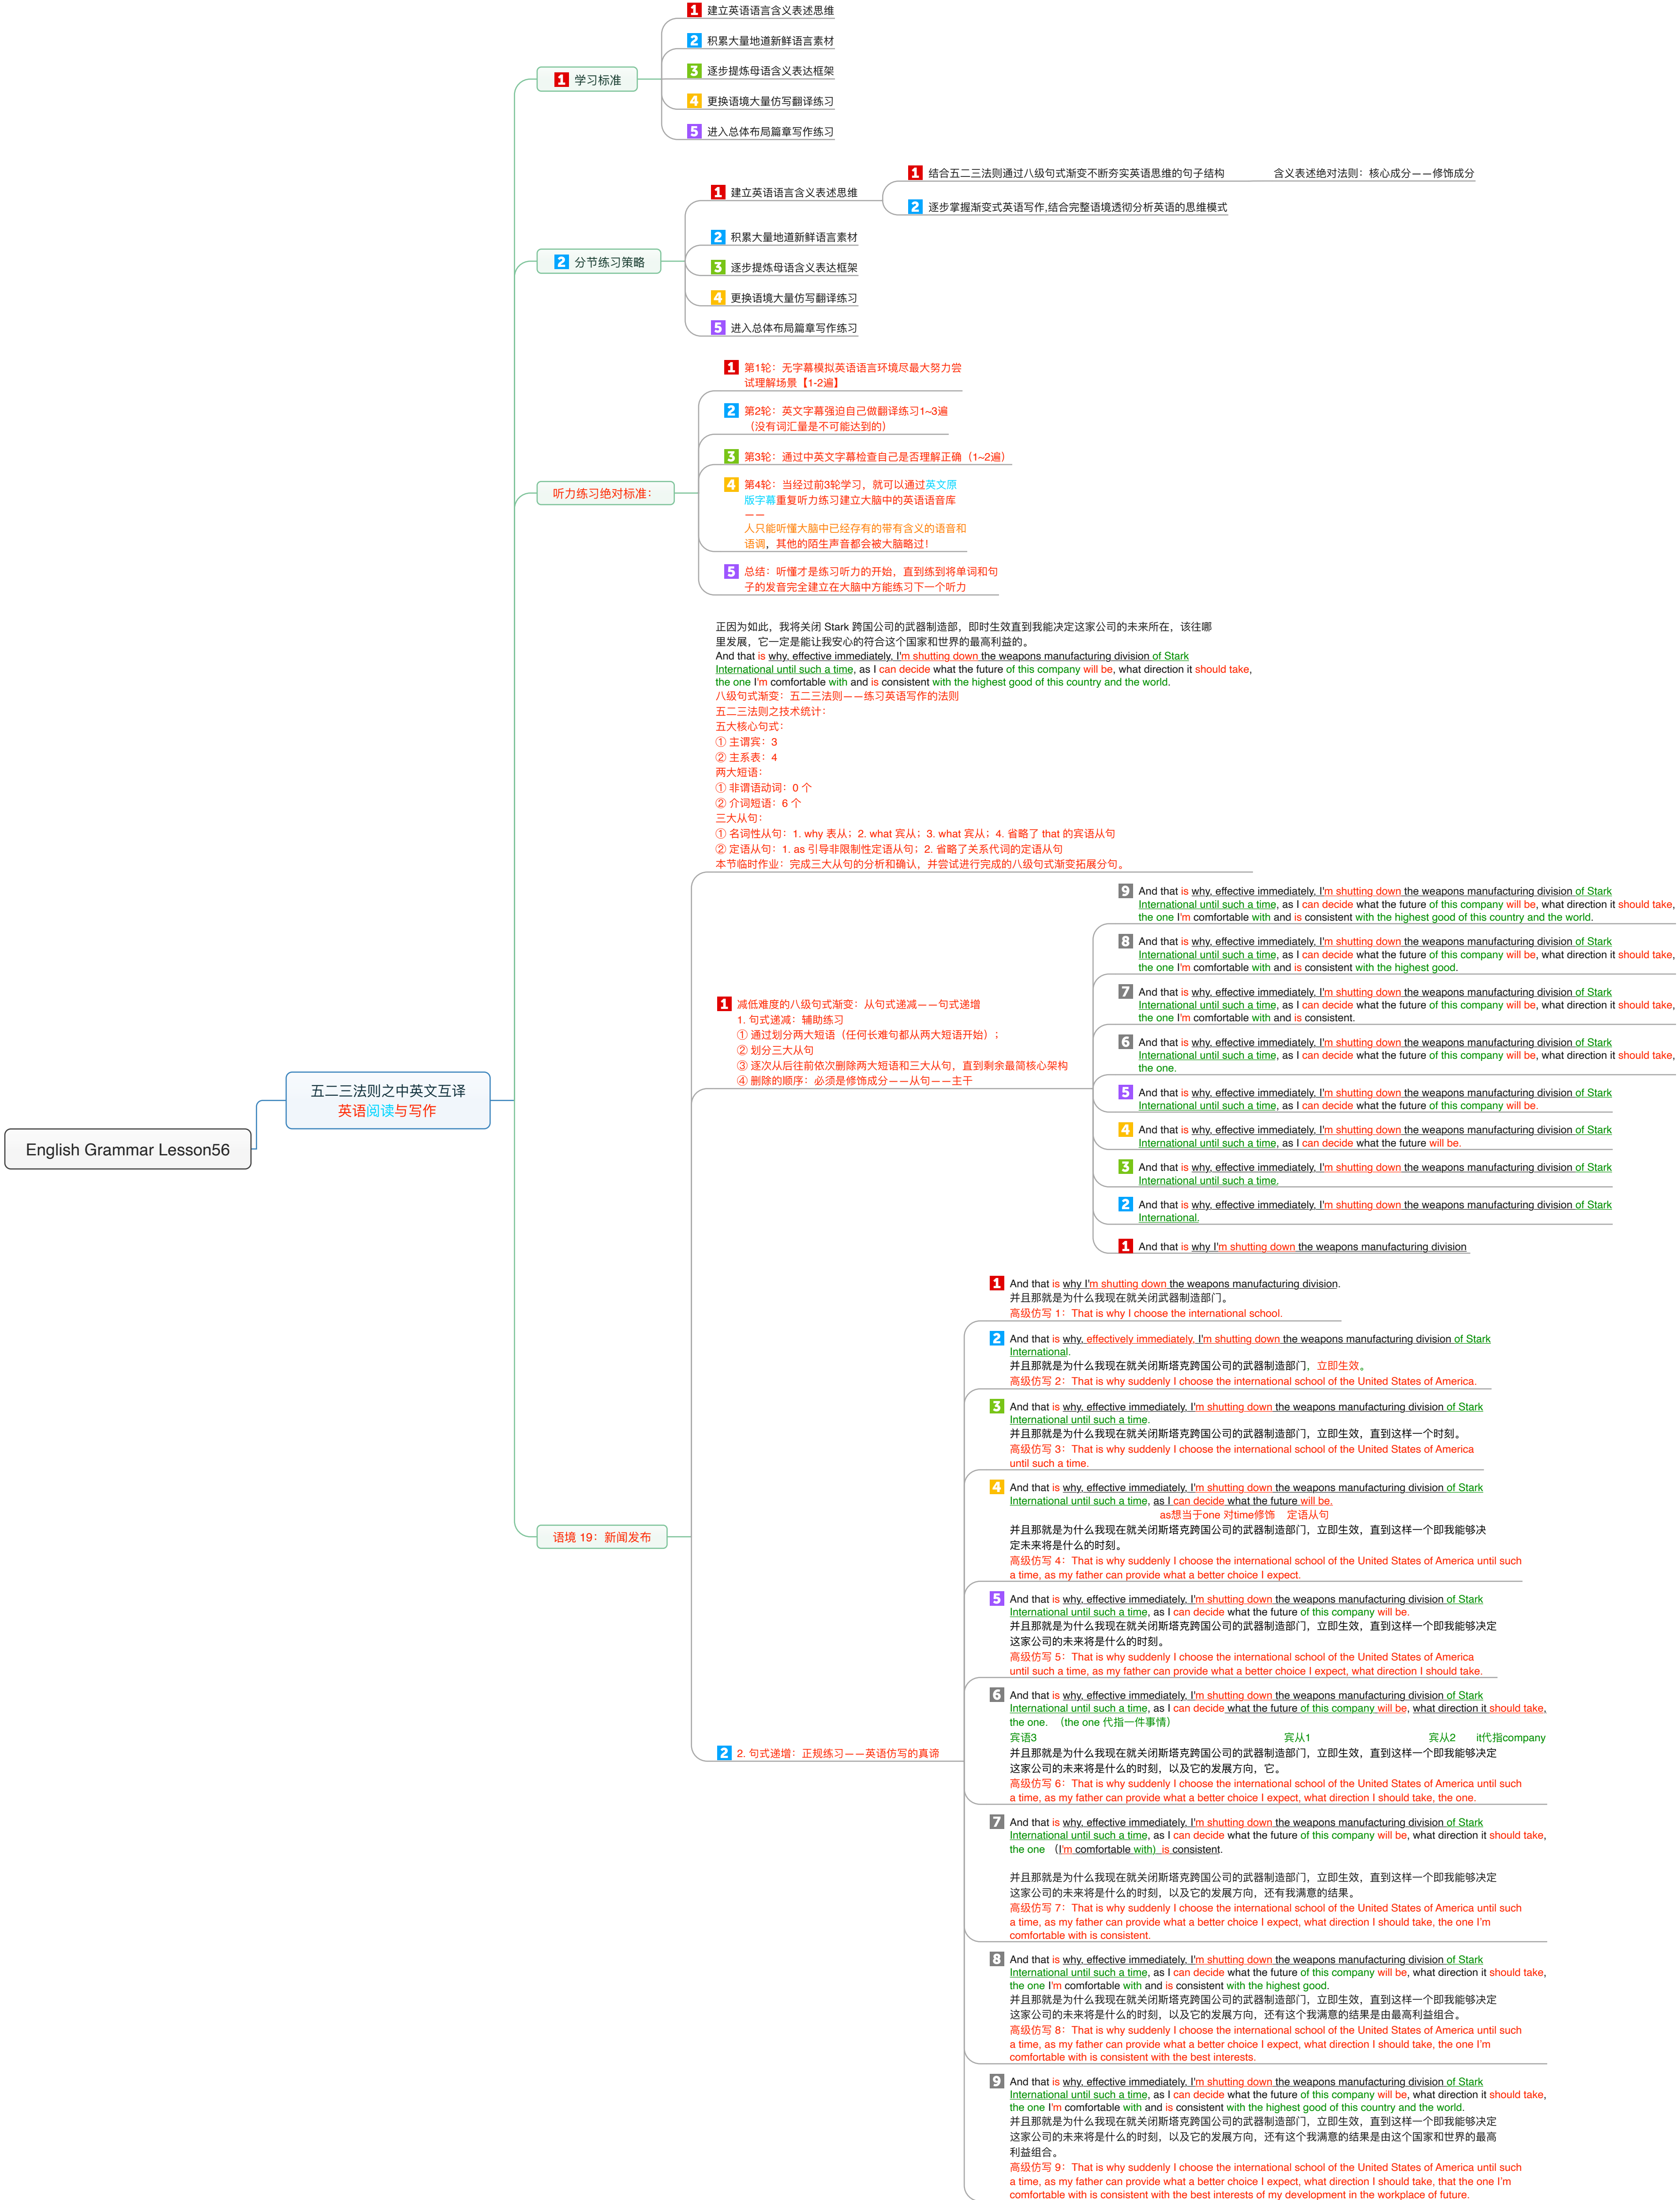 English Grammar Lesson56
五二三法则之中英文互译
英语阅读与写作
1 学习标准
1 建立英语语言含义表述思维
2 积累大量地道新鲜语言素材
3 逐步提炼母语含义表达框架
4 更换语境大量仿写翻译练习
5 进入总体布局篇章写作练习
2 分节练习策略
1 建立英语语言含义表述思维
1 结合五二三法则通过八级句式渐变不断夯实英语思维的句子结构
含义表述绝对法则：核心成分——修饰成分
2 逐步掌握渐变式英语写作,结合完整语境透彻分析英语的思维模式
2 积累大量地道新鲜语言素材
3 逐步提炼母语含义表达框架
4 更换语境大量仿写翻译练习
5 进入总体布局篇章写作练习
听力练习绝对标准：
1 第1轮：无字幕模拟英语语言环境尽最大努力尝
试理解场景【1-2遍】
2 第2轮：英文字幕强迫自己做翻译练习1~3遍
（没有词汇量是不可能达到的）
3 第3轮：通过中英文字幕检查自己是否理解正确（1~2遍）
4 第4轮：当经过前3轮学习，就可以通过英文原
版字幕重复听力练习建立大脑中的英语语音库
——
人只能听懂大脑中已经存有的带有含义的语音和
语调，其他的陌生声音都会被大脑略过！
5 总结：听懂才是练习听力的开始，直到练到将单词和句
子的发音完全建立在大脑中方能练习下一个听力
语境 19：新闻发布
正因为如此，我将关闭 Stark 跨国公司的武器制造部，即时生效直到我能决定这家公司的未来所在，该往哪
里发展，它一定是能让我安心的符合这个国家和世界的最高利益的。
And that is why, effective immediately, I'm shutting down the weapons manufacturing division of Stark
International until such a time, as I can decide what the future of this company will be, what direction it should take,
the one I'm comfortable with and is consistent with the highest good of this country and the world.
八级句式渐变：五二三法则——练习英语写作的法则
五二三法则之技术统计：
五大核心句式：
① 主谓宾：3
② 主系表：4
两大短语：
① 非谓语动词：0 个
② 介词短语：6 个
三大从句：
① 名词性从句：1. why 表从；2. what 宾从；3. what 宾从；4. 省略了 that 的宾语从句
② 定语从句：1. as 引导非限制性定语从句；2. 省略了关系代词的定语从句
本节临时作业：完成三大从句的分析和确认，并尝试进行完成的八级句式渐变拓展分句。
1 减低难度的八级句式渐变：从句式递减——句式递增
1. 句式递减：辅助练习
① 通过划分两大短语（任何长难句都从两大短语开始）；
② 划分三大从句
③ 逐次从后往前依次删除两大短语和三大从句，直到剩余最简核心架构
④ 删除的顺序：必须是修饰成分——从句——主干
9 And that is why, effective immediately, I'm shutting down the weapons manufacturing division of Stark
International until such a time, as I can decide what the future of this company will be, what direction it should take,
the one I'm comfortable with and is consistent with the highest good of this country and the world.
8 And that is why, effective immediately, I'm shutting down the weapons manufacturing division of Stark
International until such a time, as I can decide what the future of this company will be, what direction it should take,
the one I'm comfortable with and is consistent with the highest good.
7 And that is why, effective immediately, I'm shutting down the weapons manufacturing division of Stark
International until such a time, as I can decide what the future of this company will be, what direction it should take,
the one I'm comfortable with and is consistent.
6 And that is why, effective immediately, I'm shutting down the weapons manufacturing division of Stark
International until such a time, as I can decide what the future of this company will be, what direction it should take,
the one.
5 And that is why, effective immediately, I'm shutting down the weapons manufacturing division of Stark
International until such a time, as I can decide what the future of this company will be.
4 And that is why, effective immediately, I'm shutting down the weapons manufacturing division of Stark
International until such a time, as I can decide what the future will be.
3 And that is why, effective immediately, I'm shutting down the weapons manufacturing division of Stark
International until such a time.
2 And that is why, effective immediately, I'm shutting down the weapons manufacturing division of Stark
International.
1 And that is why I'm shutting down the weapons manufacturing division
2 2. 句式递增：正规练习——英语仿写的真谛
1 And that is why I'm shutting down the weapons manufacturing division.
并且那就是为什么我现在就关闭武器制造部门。
高级仿写 1：That is why I choose the international school.
2 And that is why, effectively immediately, I'm shutting down the weapons manufacturing division of Stark
International.
并且那就是为什么我现在就关闭斯塔克跨国公司的武器制造部门，立即生效。
高级仿写 2：That is why suddenly I choose the international school of the United States of America.
3 And that is why, effective immediately, I'm shutting down the weapons manufacturing division of Stark
International until such a time.
并且那就是为什么我现在就关闭斯塔克跨国公司的武器制造部门，立即生效，直到这样一个时刻。
高级仿写 3：That is why suddenly I choose the international school of the United States of America
until such a time.
4 And that is why, effective immediately, I'm shutting down the weapons manufacturing division of Stark
International until such a time, as I can decide what the future will be.
as想当于one 对time修饰 定语从句
并且那就是为什么我现在就关闭斯塔克跨国公司的武器制造部门，立即生效，直到这样一个即我能够决
定未来将是什么的时刻。
高级仿写 4：That is why suddenly I choose the international school of the United States of America until such
a time, as my father can provide what a better choice I expect.
5 And that is why, effective immediately, I'm shutting down the weapons manufacturing division of Stark
International until such a time, as I can decide what the future of this company will be.
并且那就是为什么我现在就关闭斯塔克跨国公司的武器制造部门，立即生效，直到这样一个即我能够决定
这家公司的未来将是什么的时刻。
高级仿写 5：That is why suddenly I choose the international school of the United States of America
until such a time, as my father can provide what a better choice I expect, what direction I should take.
6 And that is why, effective immediately, I'm shutting down the weapons manufacturing division of Stark
International until such a time, as I can decide what the future of this company will be, what direction it should take,
the one. （the one 代指一件事情）
宾语3 宾从1 宾从2 it代指company
并且那就是为什么我现在就关闭斯塔克跨国公司的武器制造部门，立即生效，直到这样一个即我能够决定
这家公司的未来将是什么的时刻，以及它的发展方向，它。
高级仿写 6：That is why suddenly I choose the international school of the United States of America until such
a time, as my father can provide what a better choice I expect, what direction I should take, the one.
7 And that is why, effective immediately, I'm shutting down the weapons manufacturing division of Stark
International until such a time, as I can decide what the future of this company will be, what direction it should take,
the one （I'm comfortable with）is consistent.
并且那就是为什么我现在就关闭斯塔克跨国公司的武器制造部门，立即生效，直到这样一个即我能够决定
这家公司的未来将是什么的时刻，以及它的发展方向，还有我满意的结果。
高级仿写 7：That is why suddenly I choose the international school of the United States of America until such
a time, as my father can provide what a better choice I expect, what direction I should take, the one I'm
comfortable with is consistent.
8 And that is why, effective immediately, I'm shutting down the weapons manufacturing division of Stark
International until such a time, as I can decide what the future of this company will be, what direction it should take,
the one I'm comfortable with and is consistent with the highest good.
并且那就是为什么我现在就关闭斯塔克跨国公司的武器制造部门，立即生效，直到这样一个即我能够决定
这家公司的未来将是什么的时刻，以及它的发展方向，还有这个我满意的结果是由最高利益组合。
高级仿写 8：That is why suddenly I choose the international school of the United States of America until such
a time, as my father can provide what a better choice I expect, what direction I should take, the one I'm
comfortable with is consistent with the best interests.
9 And that is why, effective immediately, I'm shutting down the weapons manufacturing division of Stark
International until such a time, as I can decide what the future of this company will be, what direction it should take,
the one I'm comfortable with and is consistent with the highest good of this country and the world.
并且那就是为什么我现在就关闭斯塔克跨国公司的武器制造部门，立即生效，直到这样一个即我能够决定
这家公司的未来将是什么的时刻，以及它的发展方向，还有这个我满意的结果是由这个国家和世界的最高
利益组合。
高级仿写 9：That is why suddenly I choose the international school of the United States of America until such
a time, as my father can provide what a better choice I expect, what direction I should take, that the one I'm
comfortable with is consistent with the best interests of my development in the workplace of future.